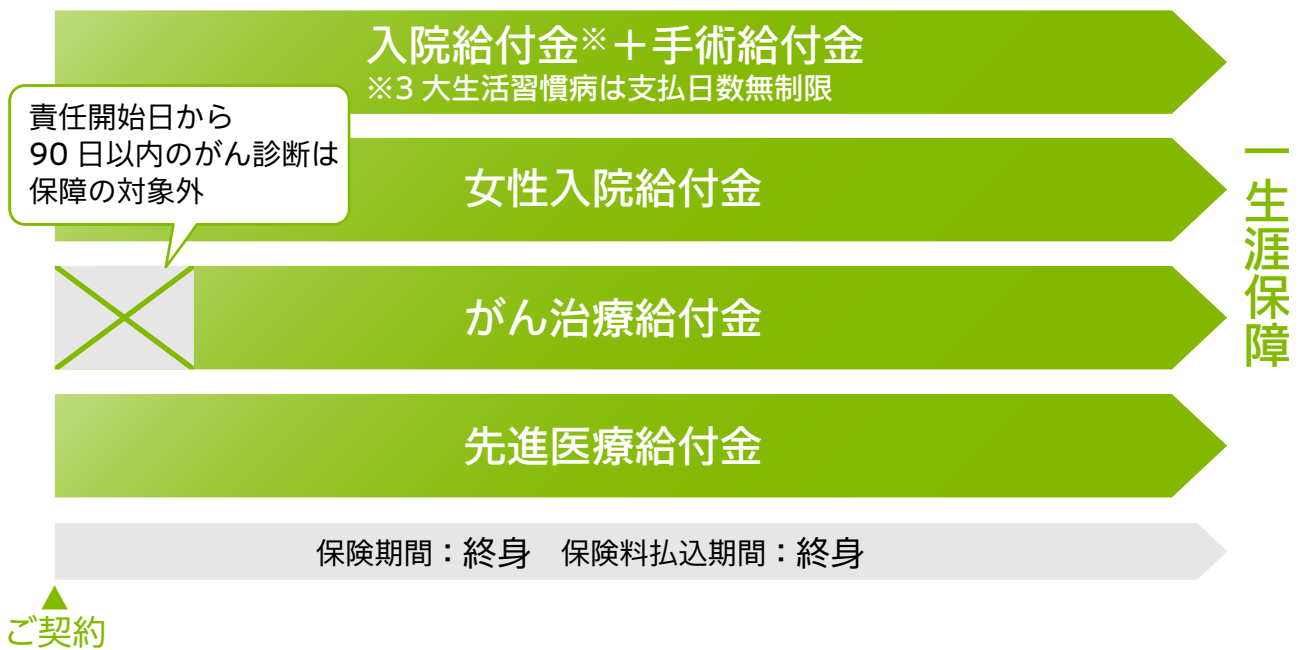 入院給付金※＋手術給付金
※3 大生活習慣病は支払日数無制限
責任開始日から
90 日以内のがん診断は
保障の対象外
女性入院給付金
がん治療給付金
先進医療給付金
一生涯保障
保険期間：終身　保険料払込期間：終身
ご契約